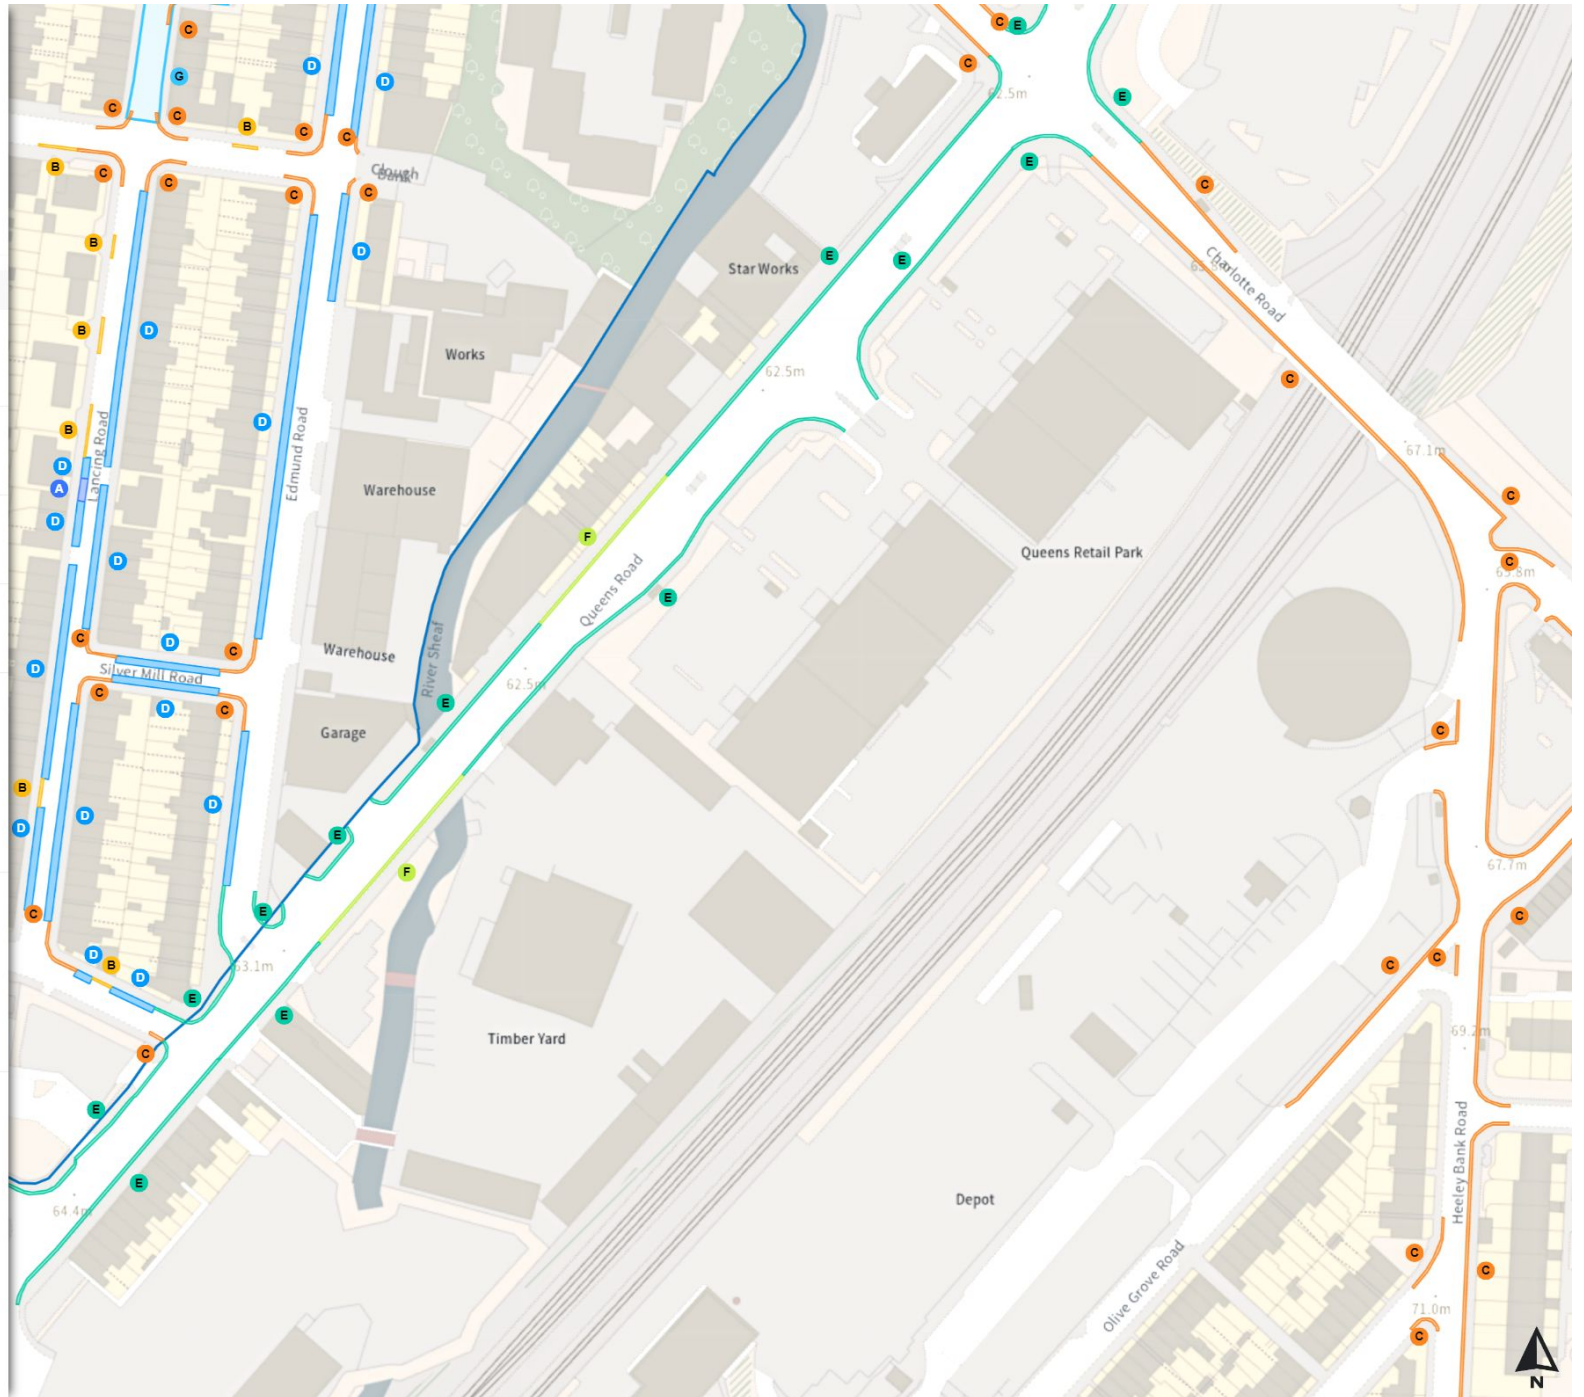 C
C
E
G
D
D
C
C
E
C
C
B
C
C
E
B
C
C
Clough
Bank
C
C
C
C
62.5m
B
D
Star Works
E
E
Charlotte Road
B
D
Works
62.5m
C
D
B
Lancing Road
Edmund Road
67.1m
D
A
Warehouse
C
D
F
D
Queens Road
Queens Retail Park
C
65.8m
E
C
D
C
D
Warehouse
River Sheaf
Silver Mill Road
C
D
C
62.5m
E
Garage
C
B
D
D
D
E
F
67.7m
C
E
C
D
B
D
63.1m
C
C
E
E
69.2m
Timber Yard
C
E
Heeley Bank Road
E
64.4m
Depot
Olive Grove Road
C
C
71.0m
C
N